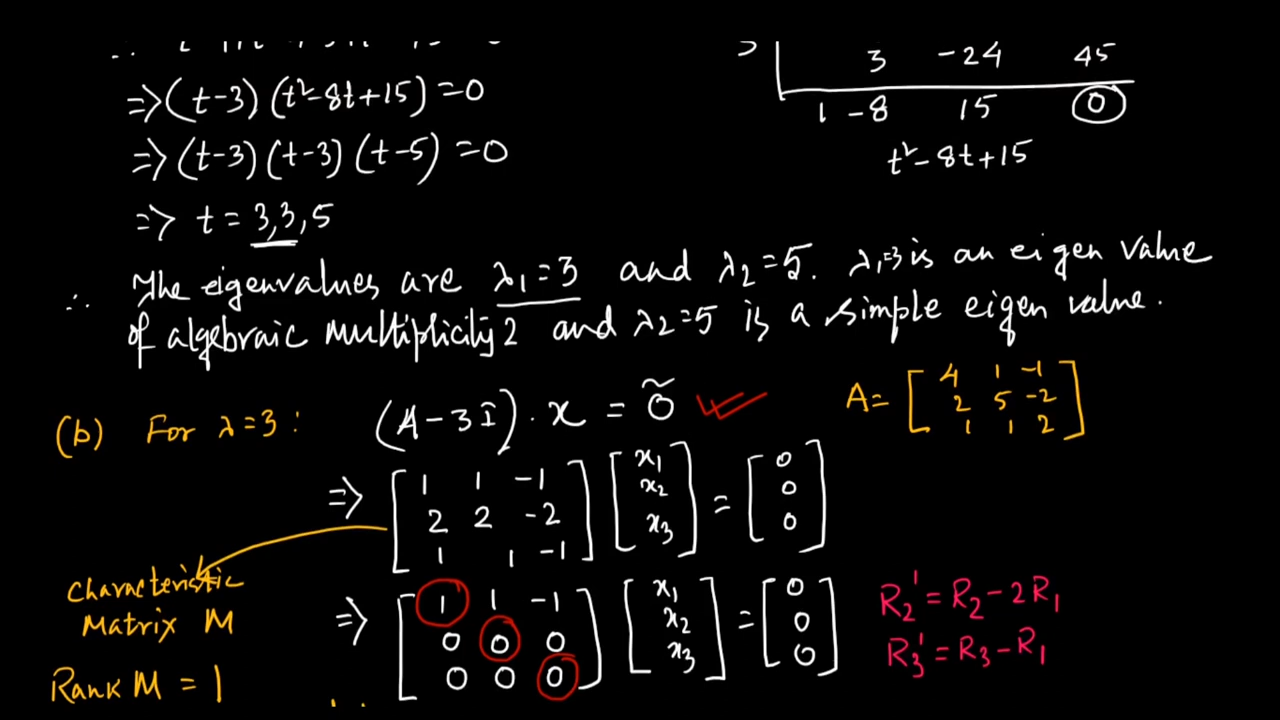 3 -24 45
=> (t-3) (t²-8t+15) = 0
1 -8 15 0
=> (t-3) (t-3) (t-5) = 0
t²-8t+15
=> t = 3,3,5
∴ The eigenvalues are λ₁=3 and λ₂=5. λ₁=3 is an eigen value
of algebraic multiplicity 2 and λ₂=5 is a simple eigen value.
(b) For λ=3 : (A-3I).x = õ
A= [4 1 -1
2 5 -2
1 1 2]
=> [1 1 -1
2 2 -2
1 1 -1] [x₁
x₂
x₃] = [0
0
0]
Characteristic
Matrix M
Rank M = 1
=> [1 1 -1
0 0 0
0 0 0] [x₁
x₂
x₃] = [0
0
0]
R₂' = R₂ - 2R₁
R₃' = R₃ - R₁